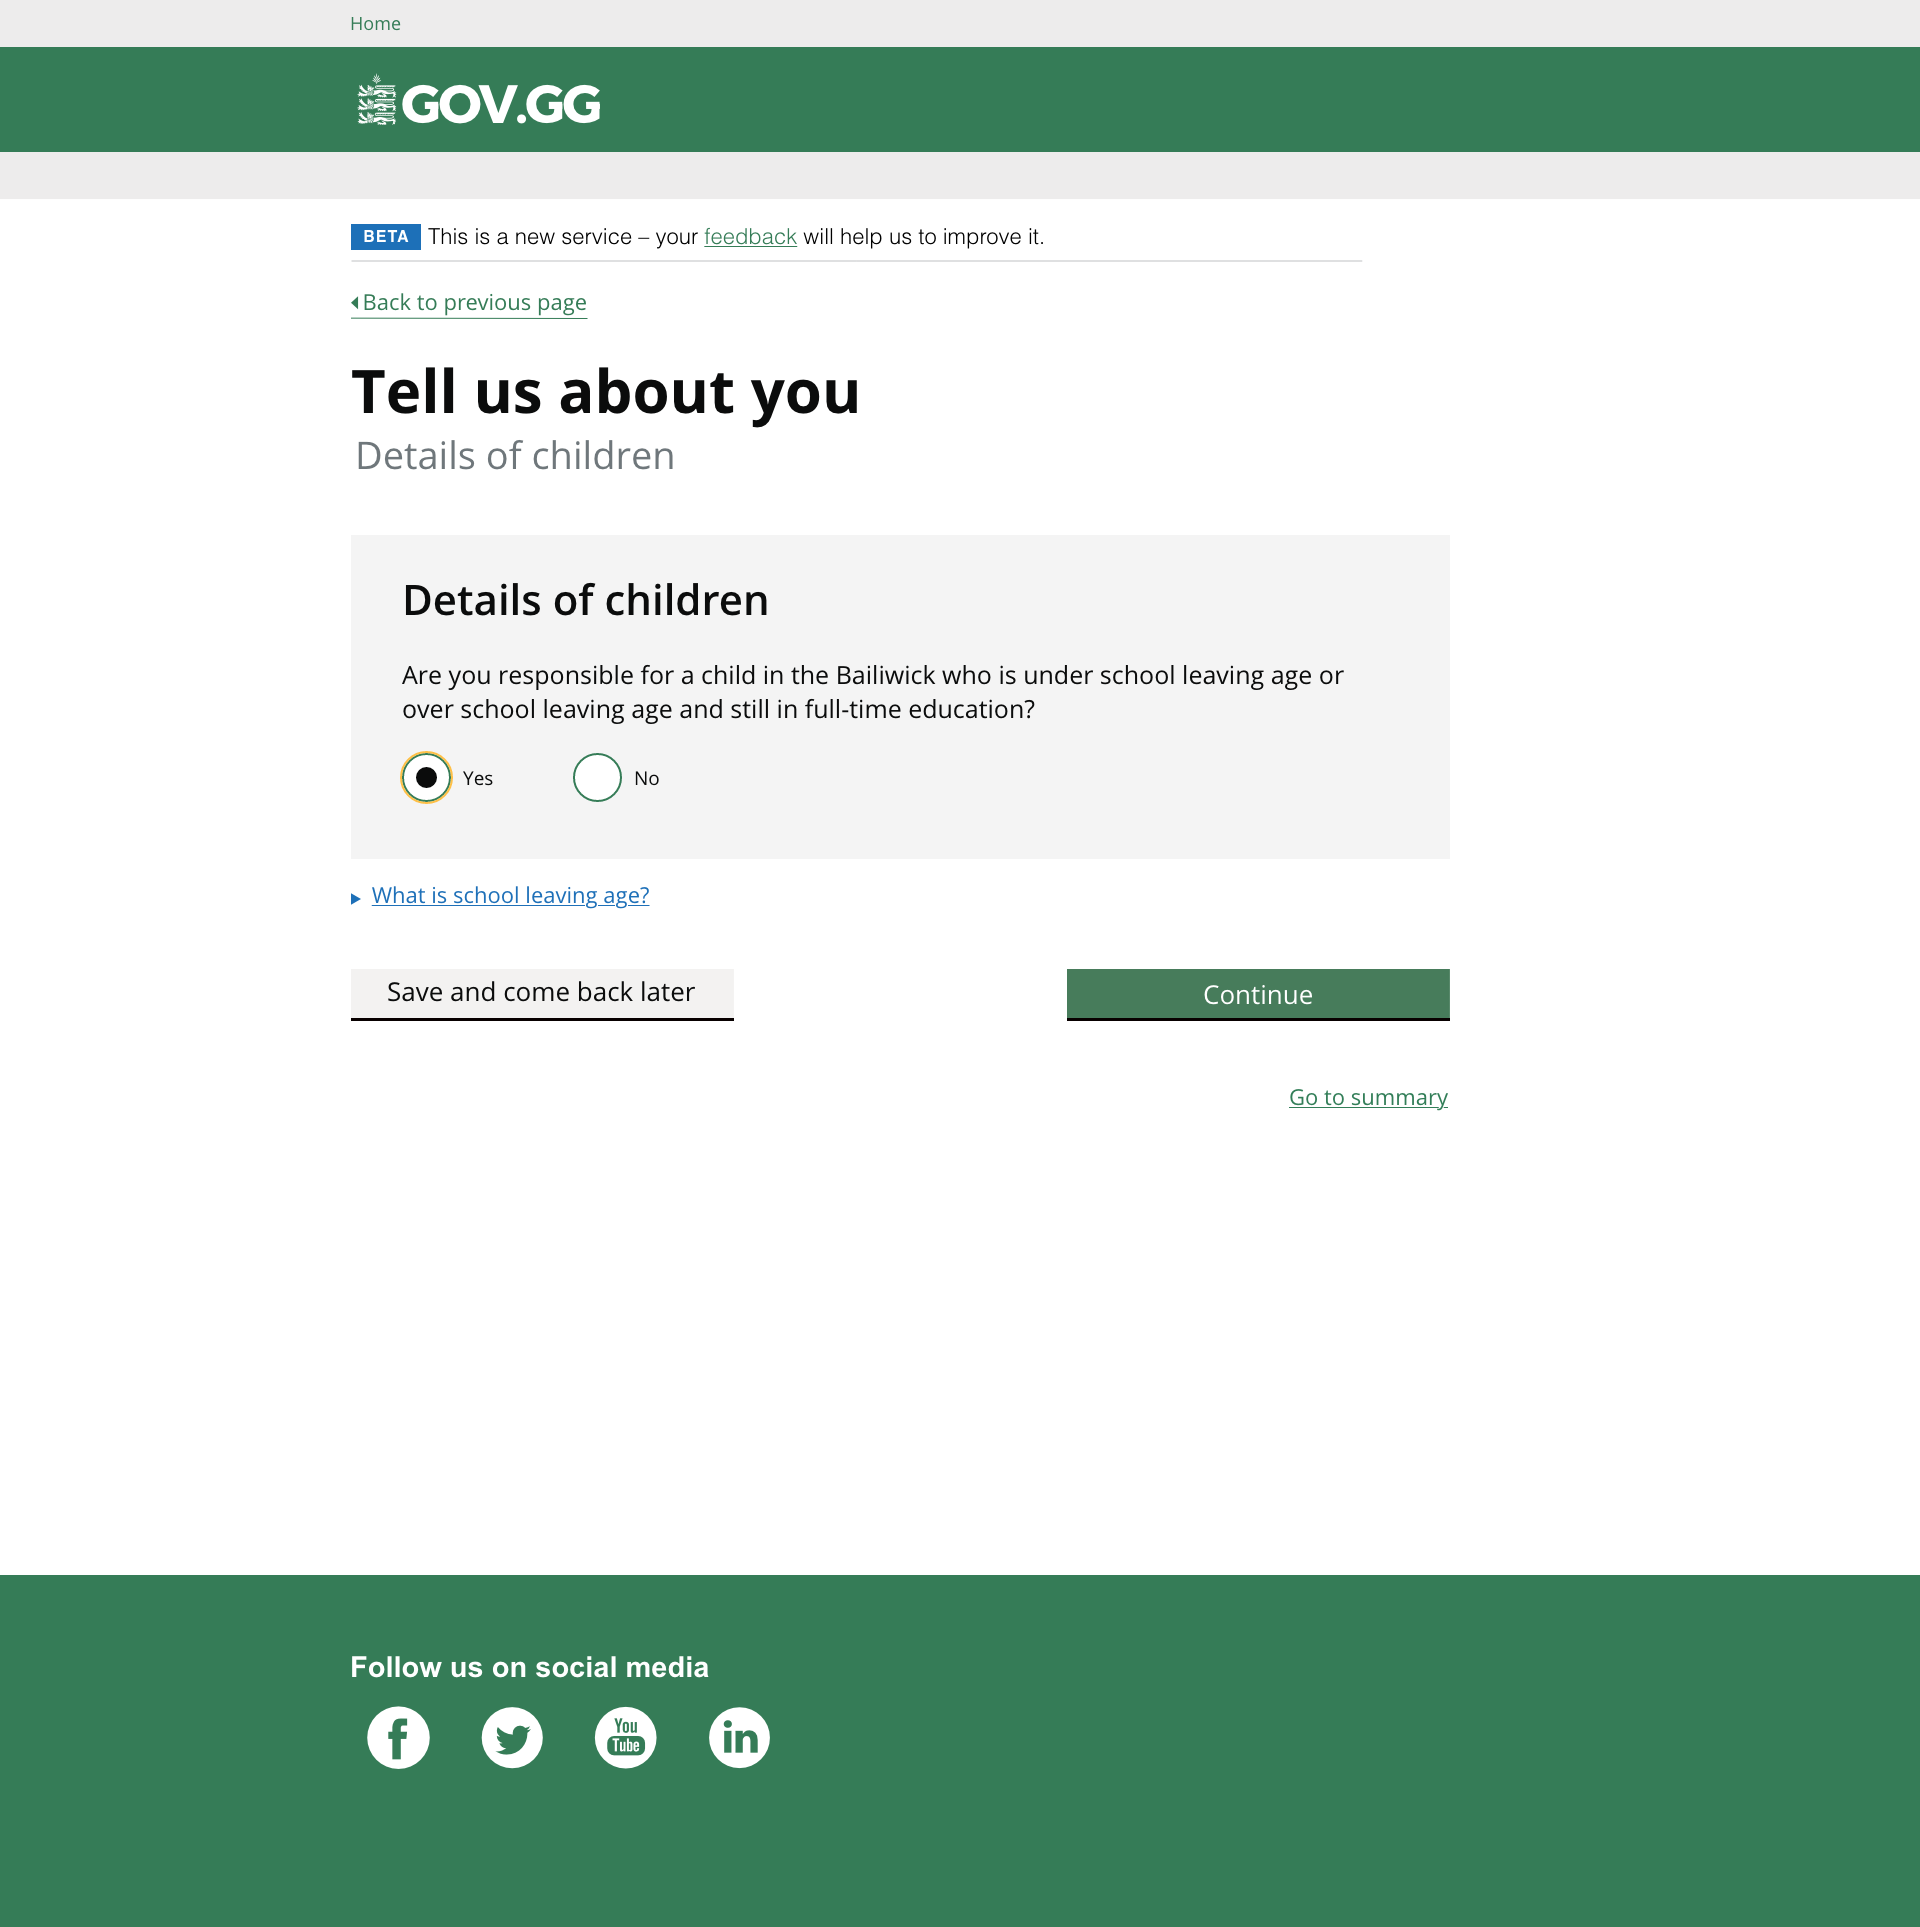 Home
GOV.GG
BETA This is a new service – your feedback will help us to improve it.
Back to previous page
Tell us about you
Details of children
Details of children
Are you responsible for a child in the Bailiwick who is under school leaving age or
over school leaving age and still in full-time education?
Yes No
What is school leaving age?
Save and come back later Continue
Go to summary
Follow us on social media
f You Tube in